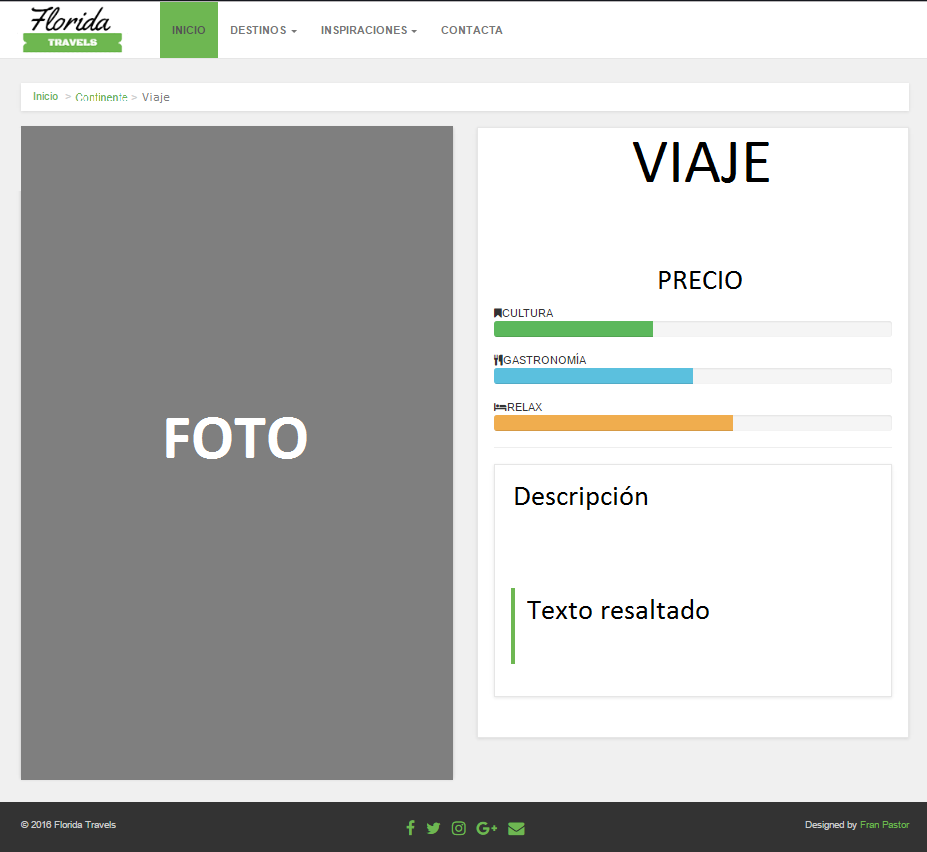 Florida
TRAVELS
INICIO DESTINOS INSPIRACIONES CONTACTA
Inicio > Continente > Viaje
FOTO
VIAJE
PRECIO
CULTURA
GASTRONOMÍA
RELAX
Descripción
Texto resaltado
© 2016 Florida Travels
G+
Designed by Fran Pastor